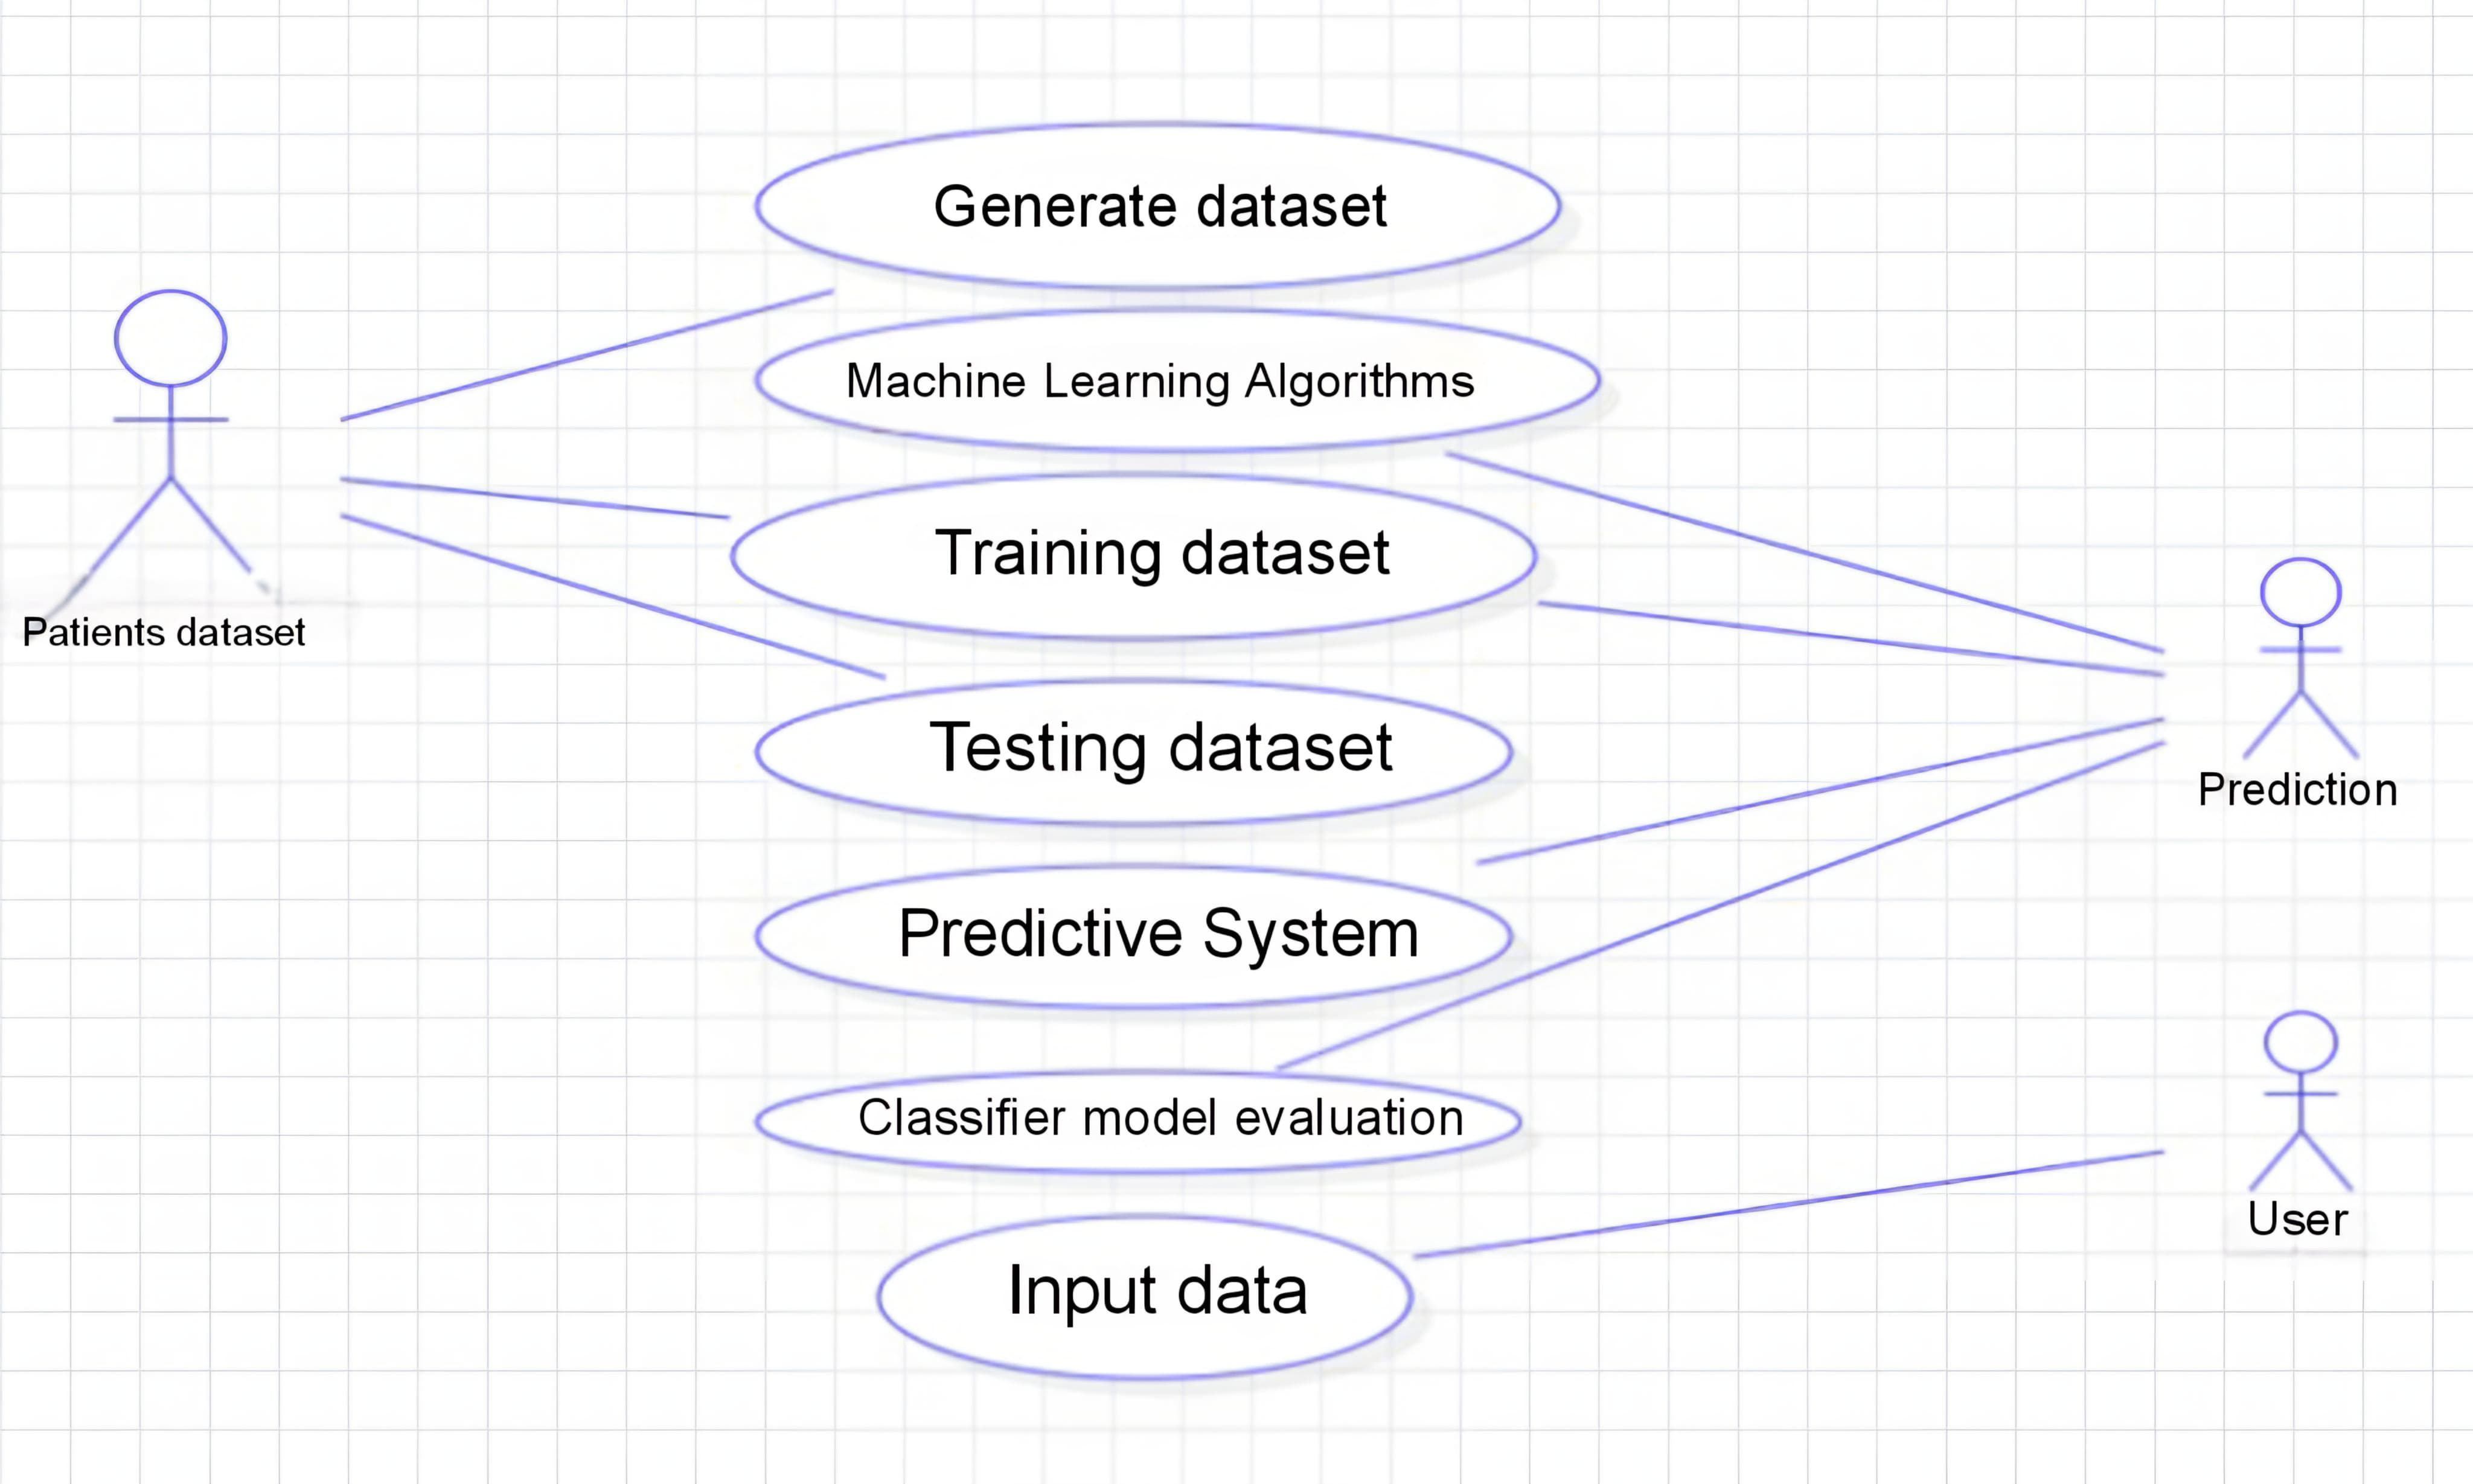 Generate dataset
Machine Learning Algorithms
Training dataset
Patients dataset
Testing dataset
Prediction
Predictive System
Classifier model evaluation
User
Input data